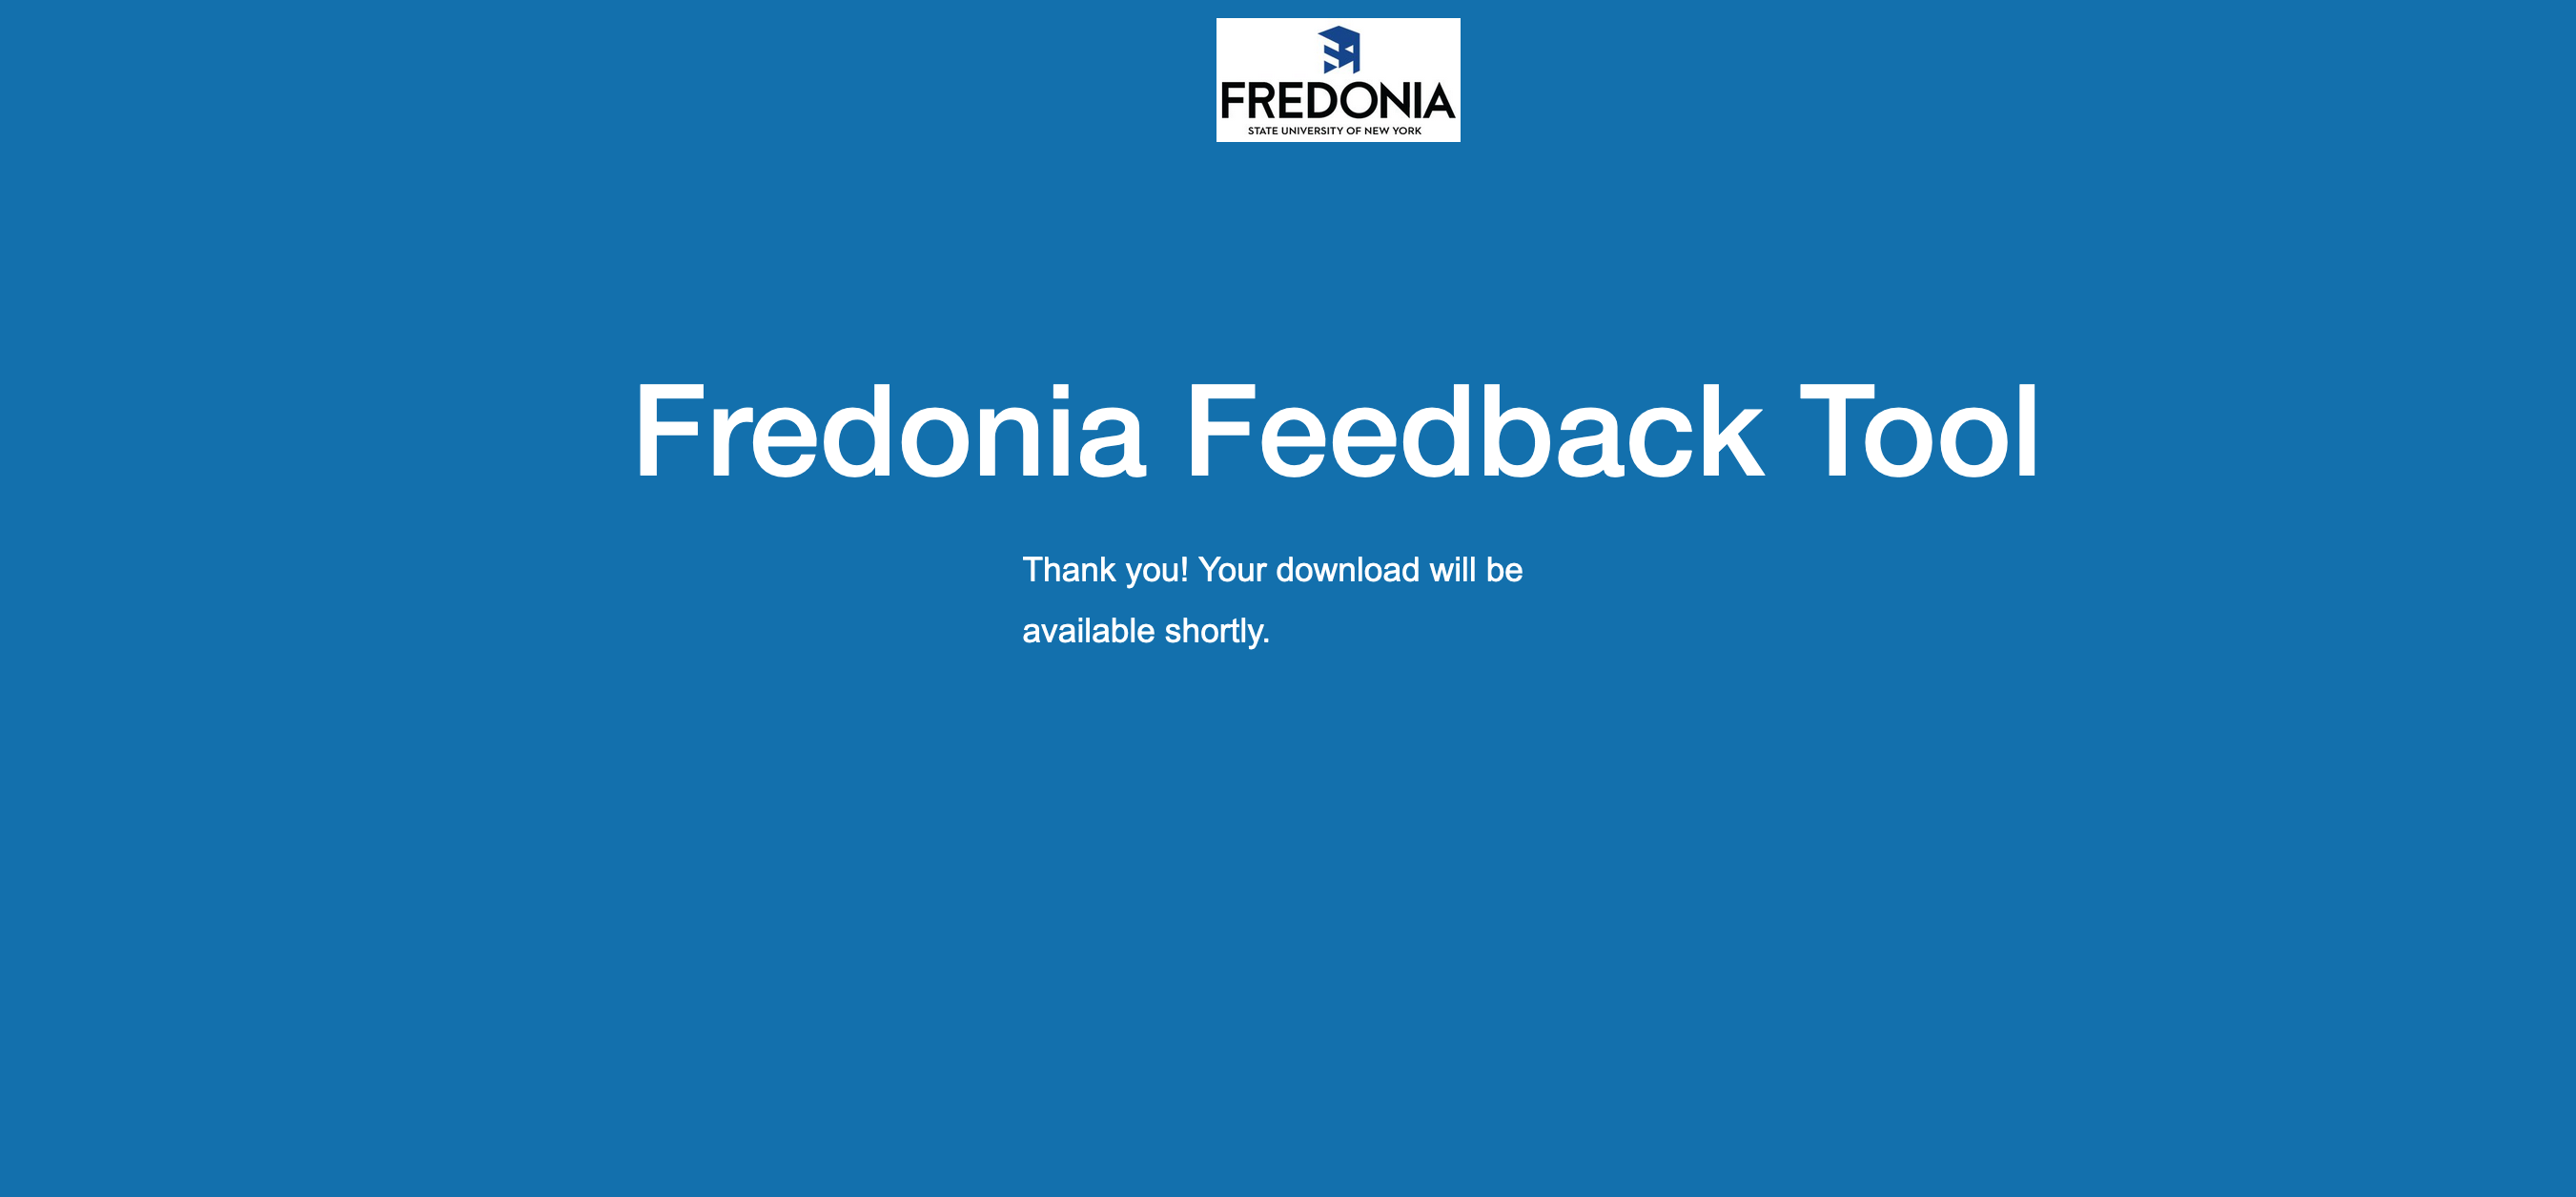 FREDONIA
STATE UNIVERSITY OF NEW YORK
Fredonia Feedback Tool
Thank you! Your download will be
available shortly.